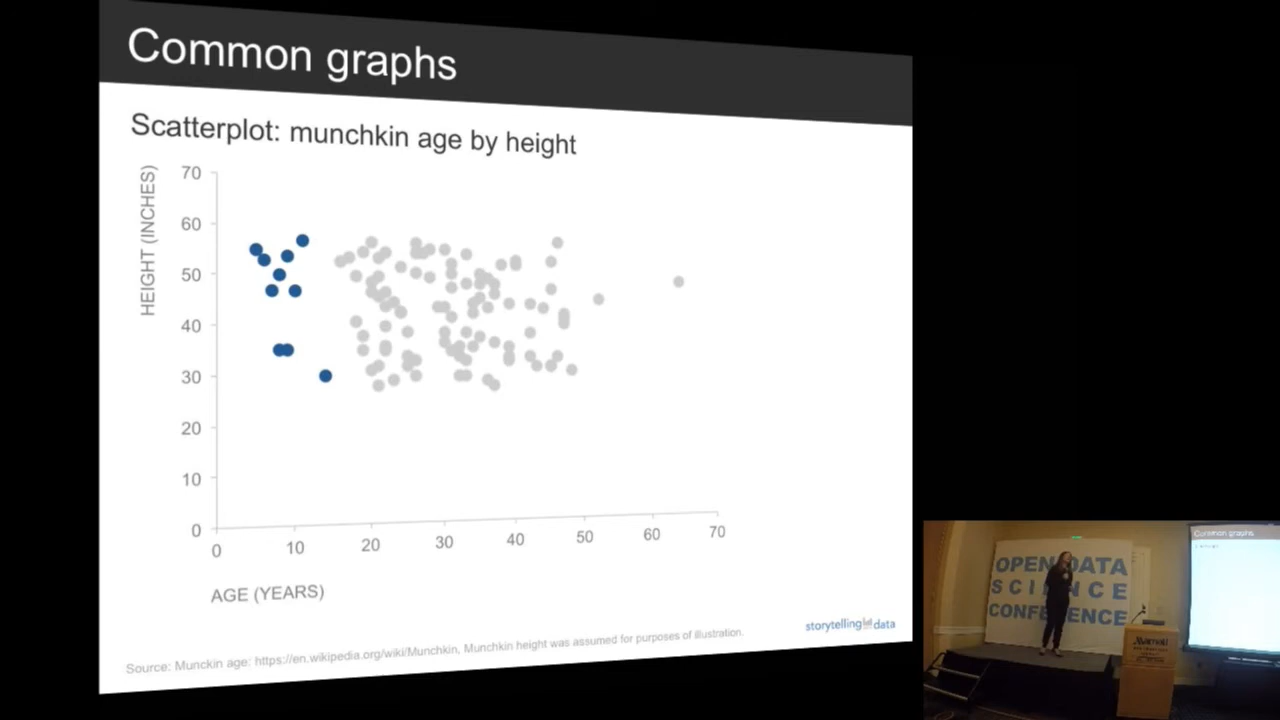 Common graphs
Scatterplot: munchkin age by height
HEIGHT (INCHES)
70
60
50
40
30
20
10
0
0 10 20 30 40 50 60 70
AGE (YEARS)
storytelling data
Source: Munckin age: https://en.wikipedia.org/wiki/Munchkin, Munchkin height was assumed for purposes of illustration.
OPEN DATA
SCIENCE
CONFERENCE
Marriott
Common graphs